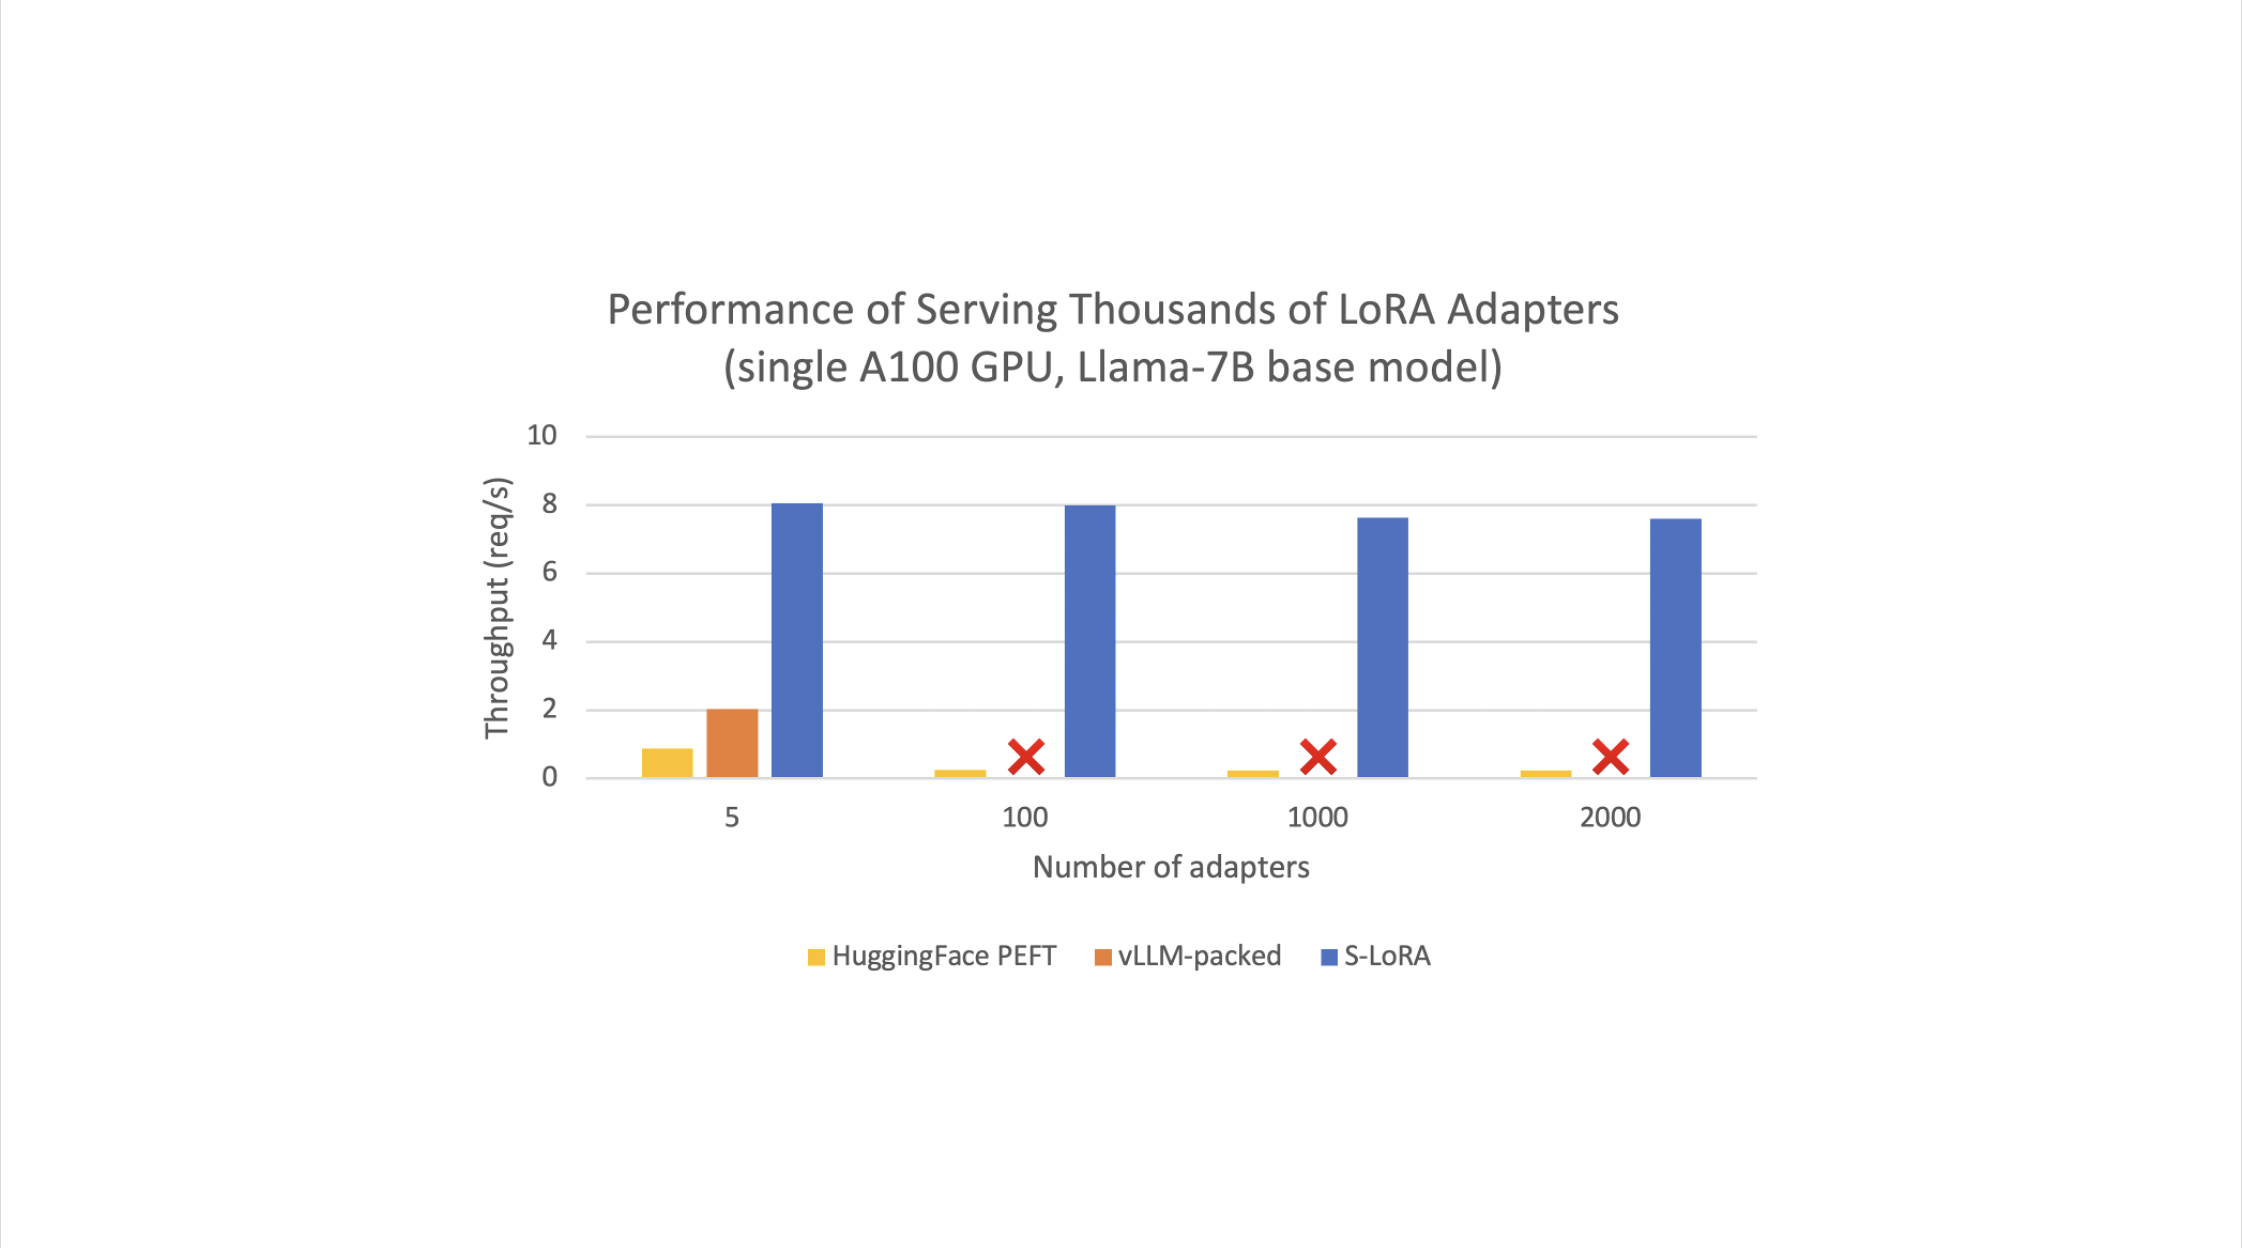 Performance of Serving Thousands of LoRA Adapters
(single A100 GPU, Llama-7B base model)
Throughput (req/s)
10
8
6
4
2
0
5 100 1000 2000
Number of adapters
HuggingFace PEFT vLLM-packed S-LoRA